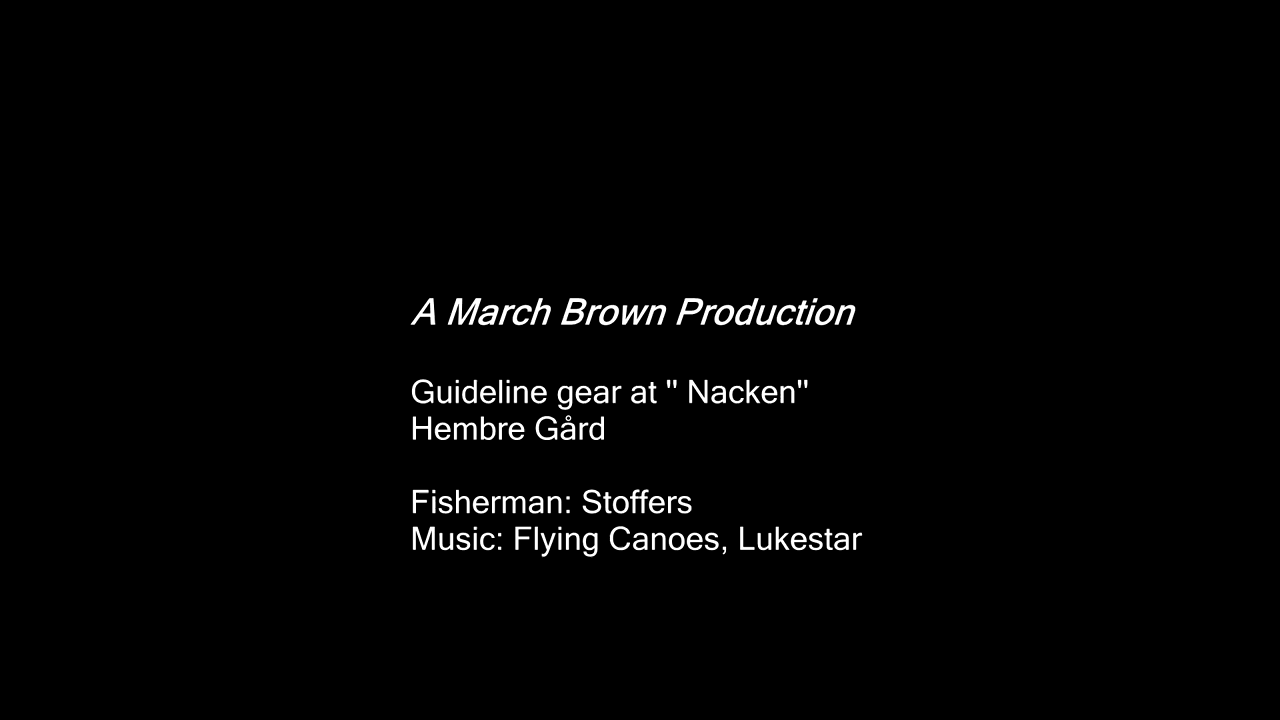 A March Brown Production
Guideline gear at " Nacken"
Hembre Gård
Fisherman: Stoffers
Music: Flying Canoes, Lukestar